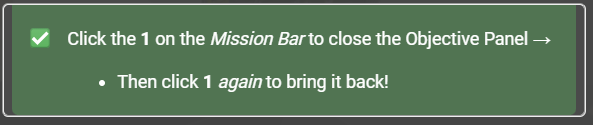 Click the 1 on the Mission Bar to close the Objective Panel →
• Then click 1 again to bring it back!